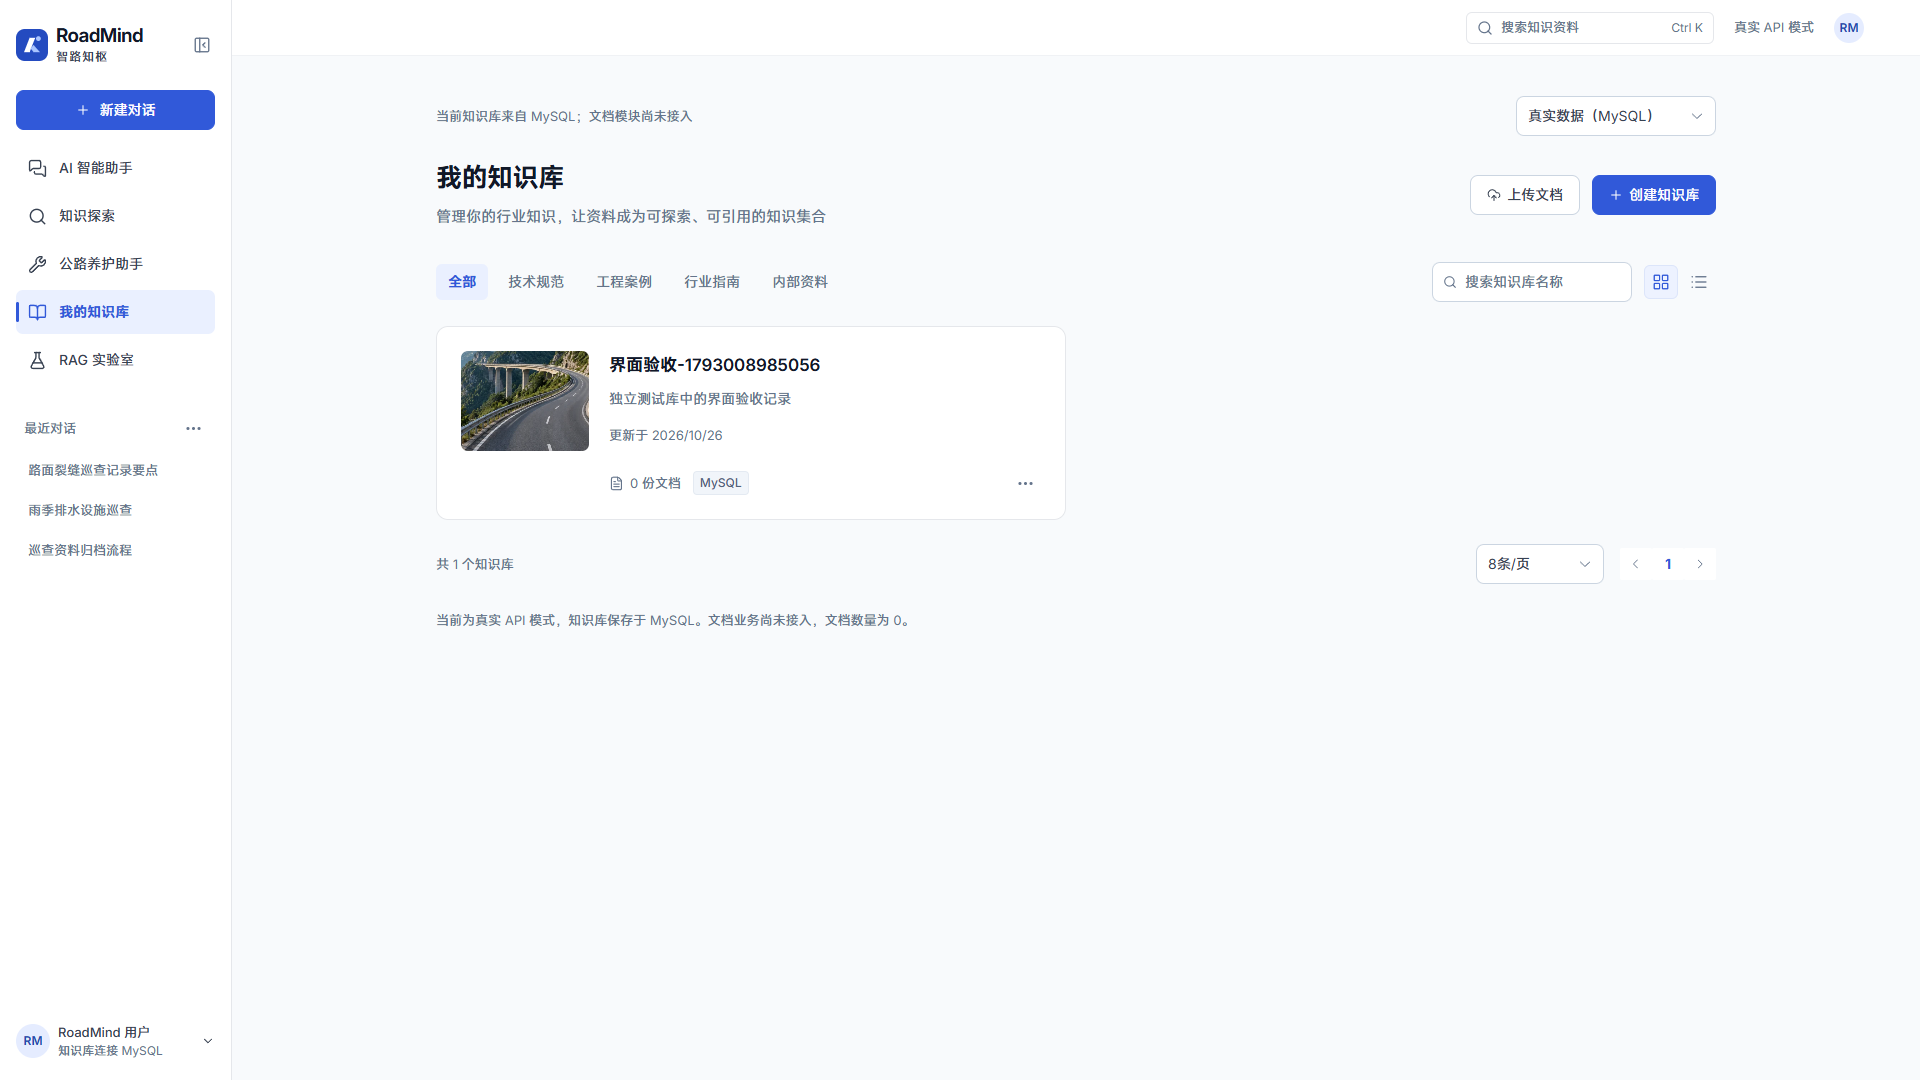 RoadMind
智路知枢
新建对话
AI 智能助手
知识探索
公路养护助手
我的知识库
RAG 实验室
最近对话
路面裂缝巡查记录要点
雨季排水设施巡查
巡查资料归档流程
RM
RoadMind 用户
知识库连接 MySQL
搜索知识资料
Ctrl K
真实 API 模式
RM
当前知识库来自 MySQL；文档模块尚未接入
真实数据（MySQL）
我的知识库
管理你的行业知识，让资料成为可探索、可引用的知识集合
上传文档
创建知识库
全部
技术规范
工程案例
行业指南
内部资料
搜索知识库名称
界面验收-1793008985056
独立测试库中的界面验收记录
更新于 2026/10/26
0 份文档
MySQL
共 1 个知识库
8条/页
1
当前为真实 API 模式，知识库保存于 MySQL。文档业务尚未接入，文档数量为 0。